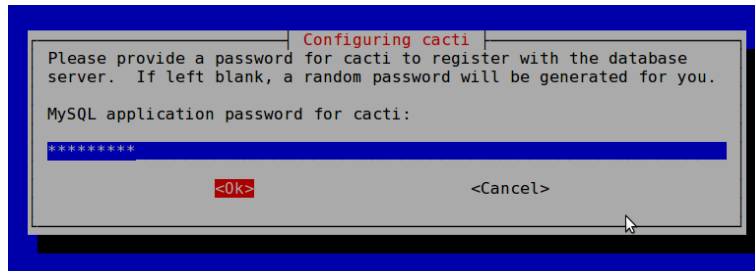 Configuring cacti
Please provide a password for cacti to register with the database
server.  If left blank, a random password will be generated for you.
MySQL application password for cacti:
*********
<Ok> <Cancel>